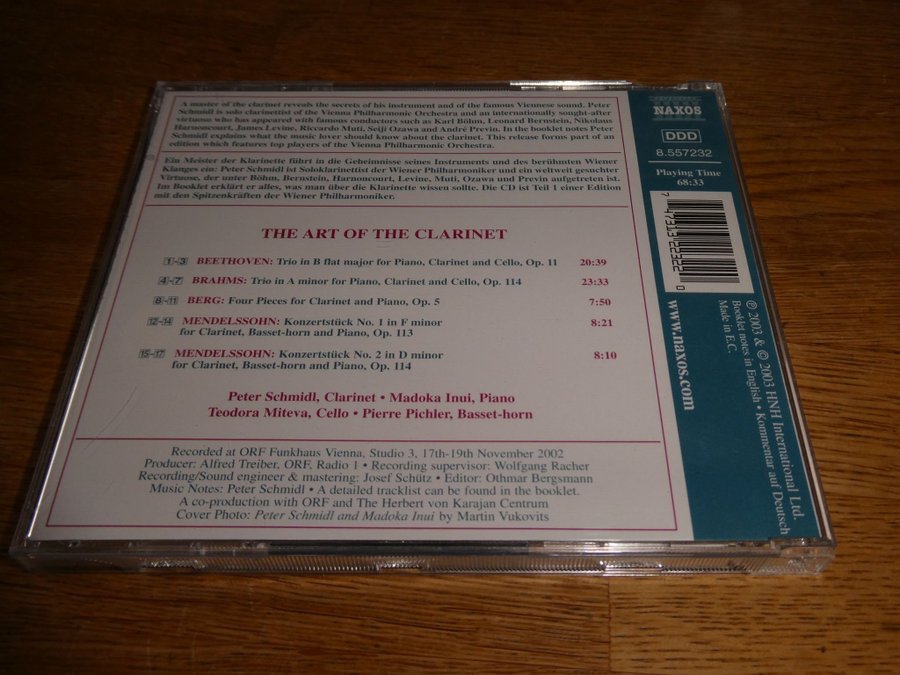 A master of the clarinet reveals the secrets of his instrument and of the famous Viennese sound. Peter
Schmidl is solo clarinettist of the Vienna Philharmonic Orchestra and an internationally sought-after
virtuoso who has appeared with famous conductors such as Karl Böhm, Leonard Bernstein, Nikolaus
Harnoncourt, James Levine, Riccardo Muti, Seiji Ozawa and André Previn. In the booklet notes Peter
Schmidl explains what the music lover should know about the clarinet. This release forms part of an
edition which features top players of the Vienna Philharmonic Orchestra.
Ein Meister der Klarinette führt in die Geheimnisse seines Instruments und des berühmten Wiener
Klanges ein: Peter Schmidl ist Soloklarinettist der Wiener Philharmoniker und ein weltweit gesuchter
Virtuose, der unter Böhm, Bernstein, Harnoncourt, Levine, Muti, Ozawa und Previn aufgetreten ist.
Im Booklet erklärt er alles, was man über die Klarinette wissen sollte. Die CD ist Teil 1 einer Edition
mit den Spitzenkräften der Wiener Philharmoniker.
THE ART OF THE CLARINET
1-3 BEETHOVEN: Trio in B flat major for Piano, Clarinet and Cello, Op. 11 20:39
4-7 BRAHMS: Trio in A minor for Piano, Clarinet and Cello, Op. 114 23:33
8-11 BERG: Four Pieces for Clarinet and Piano, Op. 5 7:50
12-14 MENDELSSOHN: Konzertstück No. 1 in F minor 8:21
for Clarinet, Basset-horn and Piano, Op. 113
15-17 MENDELSSOHN: Konzertstück No. 2 in D minor 8:10
for Clarinet, Basset-horn and Piano, Op. 114
Peter Schmidl, Clarinet • Madoka Inui, Piano
Teodora Miteva, Cello • Pierre Pichler, Basset-horn
Recorded at ORF Funkhaus Vienna, Studio 3, 17th-19th November 2002
Producer: Alfred Treiber, ORF, Radio 1 • Recording supervisor: Wolfgang Racher
Recording/Sound engineer & mastering: Josef Schütz • Editor: Othmar Bergsmann
Music Notes: Peter Schmidl • A detailed tracklist can be found in the booklet.
A co-production with ORF and The Herbert von Karajan Centrum
Cover Photo: Peter Schmidl and Madoka Inui by Martin Vukovits
NAXOS
DDD
8.557232
Playing Time
68:33
7 47313 22322 0
www.naxos.com
℗ 2003 & © 2003 HNH International Ltd.
Booklet notes in English • Kommentar auf Deutsch
Made in E.C.